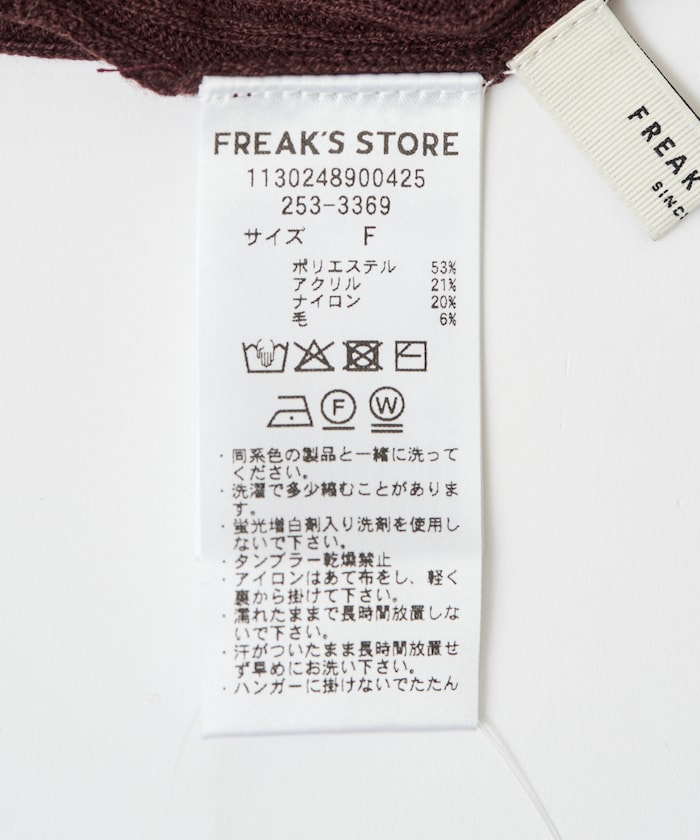 FREAK'S STORE
1130248900425
253-3369
サイズ F
ポリエステル 53%
アクリル 21%
ナイロン 20%
毛 6%
F W
・同系色の製品と一緒に洗って
ください。
・洗濯で多少縮むことがありま
す。
・蛍光増白剤入り洗剤を使用し
ないで下さい。
・タンブラー乾燥禁止
・アイロンはあて布をし、軽く
裏から掛けて下さい。
・濡れたままで長時間放置しな
いで下さい。
・汗がついたまま長時間放置せ
ず早めにお洗い下さい。
・ハンガーに掛けないでたたん
FREAK
SINC